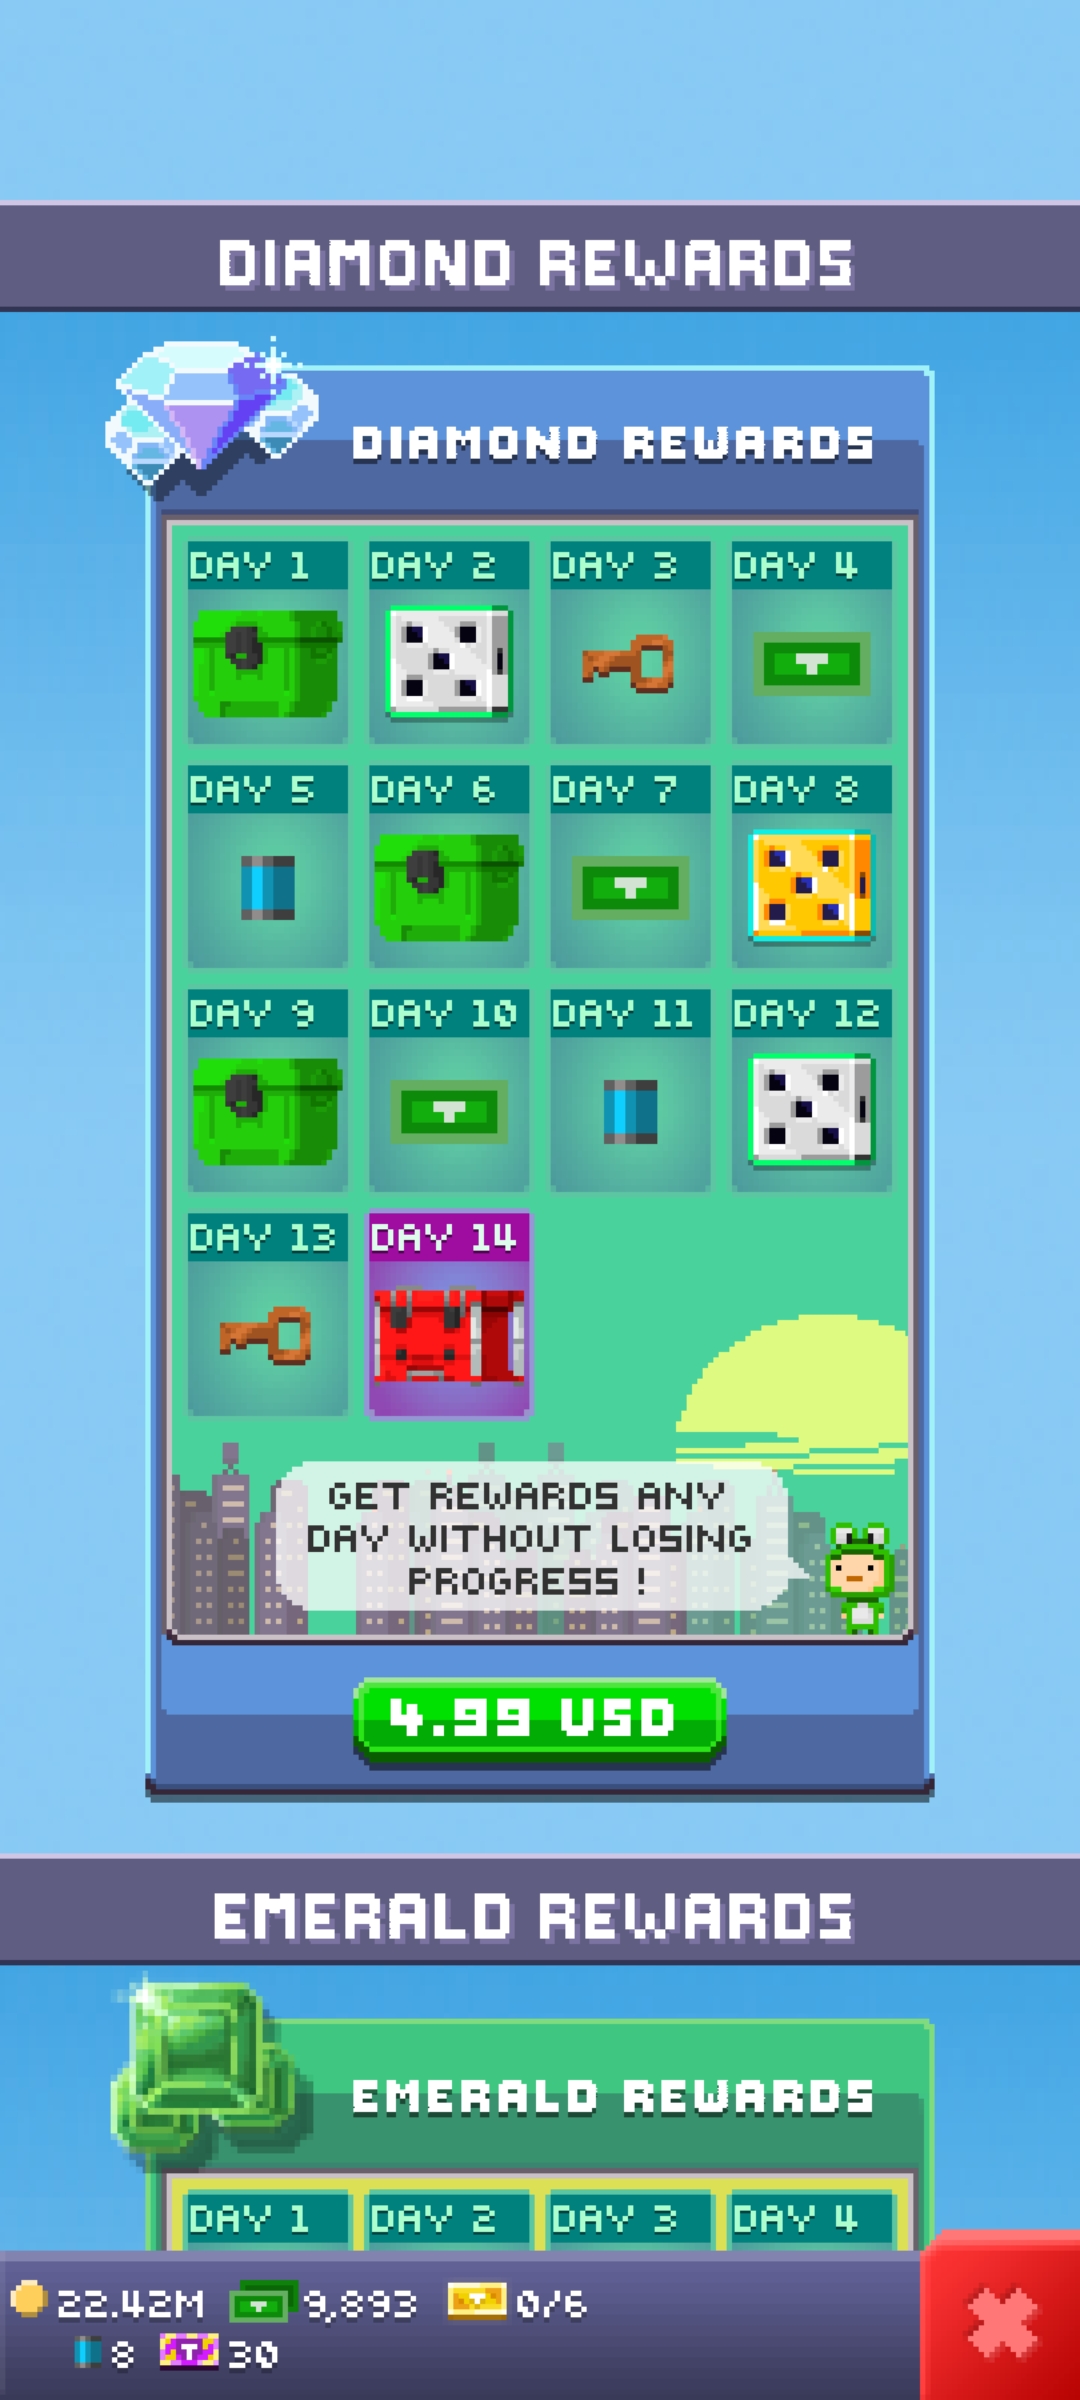 DIAMOND REWARDS
DIAMOND REWARDS
DAY 1 DAY 2 DAY 3 DAY 4
DAY 5 DAY 6 DAY 7 DAY 8
DAY 9 DAY 10 DAY 11 DAY 12
DAY 13 DAY 14
GET REWARDS ANY
DAY WITHOUT LOSING
PROGRESS !
4.99 USD
EMERALD REWARDS
EMERALD REWARDS
DAY 1 DAY 2 DAY 3 DAY 4
22.42M 9,893 0/6
8 30